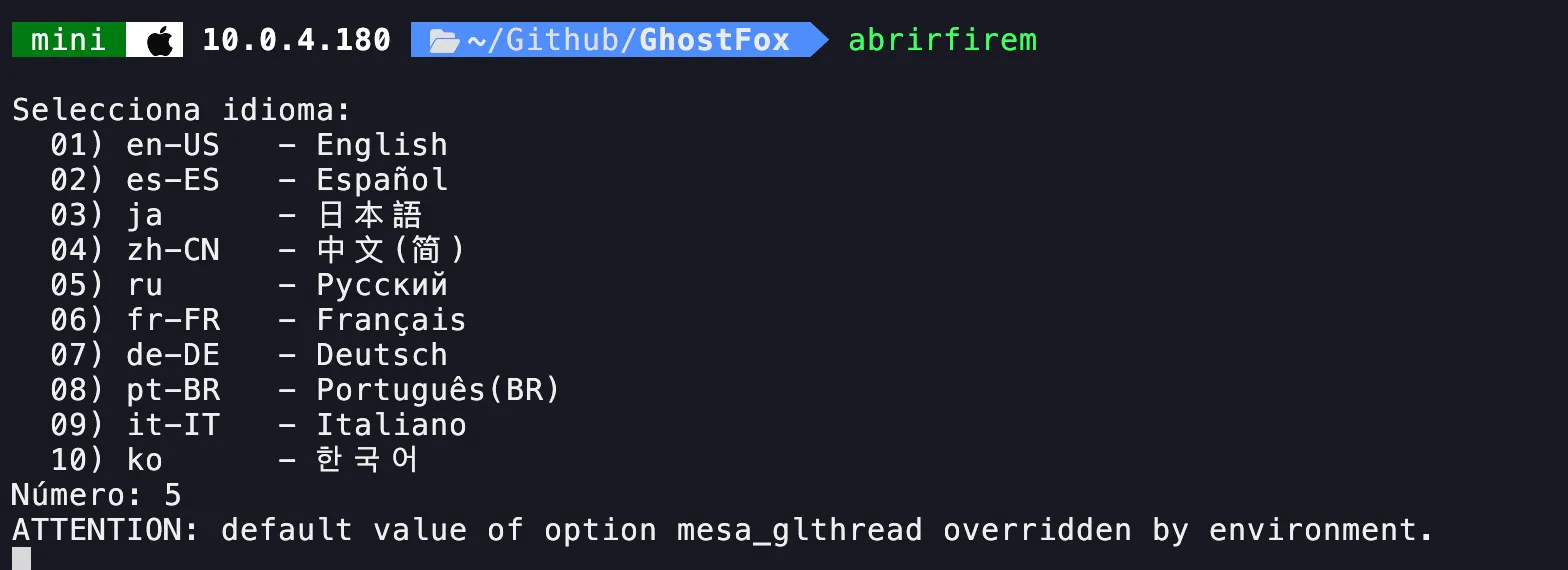 mini 10.0.4.180 ~/Github/GhostFox abrirfirem
Selecciona idioma:
01) en-US - English
02) es-ES - Español
03) ja - 日本語
04) zh-CN - 中文(简)
05) ru - Русский
06) fr-FR - Français
07) de-DE - Deutsch
08) pt-BR - Português(BR)
09) it-IT - Italiano
10) ko - 한국어
Número: 5
ATTENTION: default value of option mesa_glthread overridden by environment.